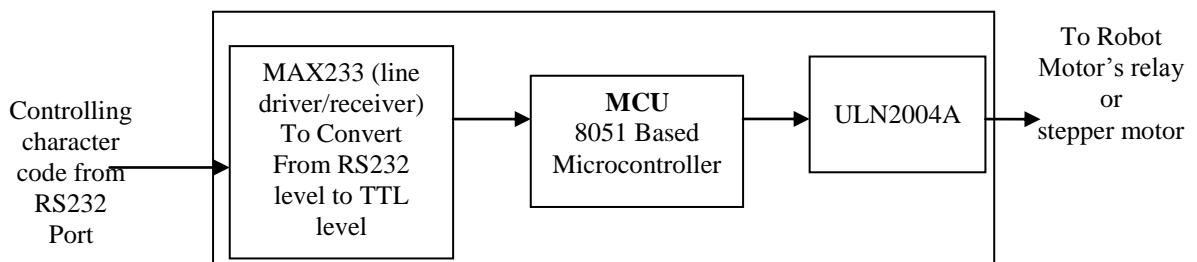 Controlling
character
code from
RS232
Port
MAX233 (line
driver/receiver)
To Convert
From RS232
level to TTL
level
MCU
8051 Based
Microcontroller
ULN2004A
To Robot
Motor's relay
or
stepper motor